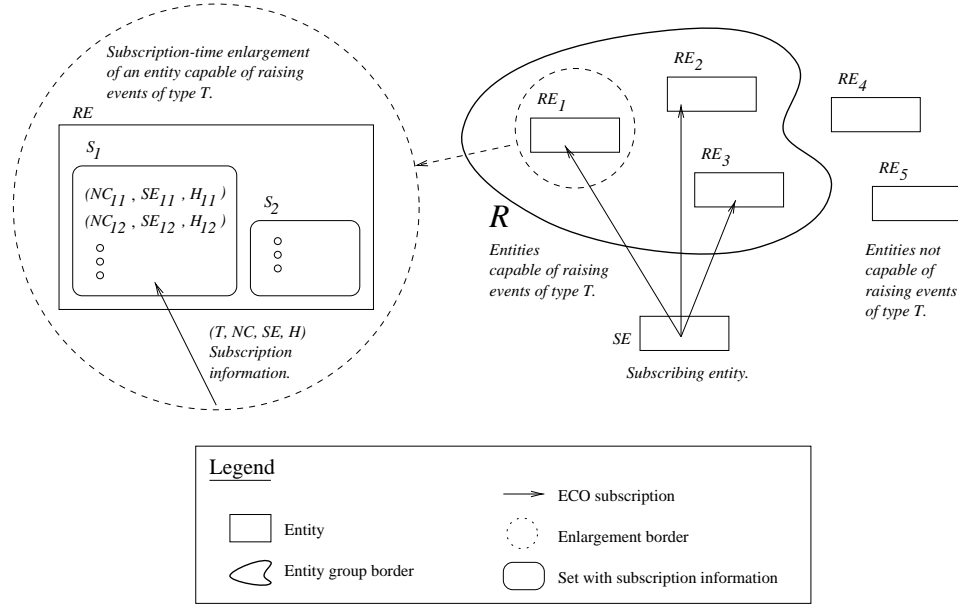 Subscription-time enlargement
of an entity capable of raising
events of type T.
RE
S1
(NC11 , SE11 , H11)
(NC12 , SE12 , H12)
S2
(T, NC, SE, H)
Subscription
information.
RE1
RE2
RE3
RE4
RE5
R
Entities
capable of raising
events of type T.
Entities not
capable of
raising events
of type T.
SE
Subscribing entity.
Legend
Entity
Entity group border
ECO subscription
Enlargement border
Set with subscription information